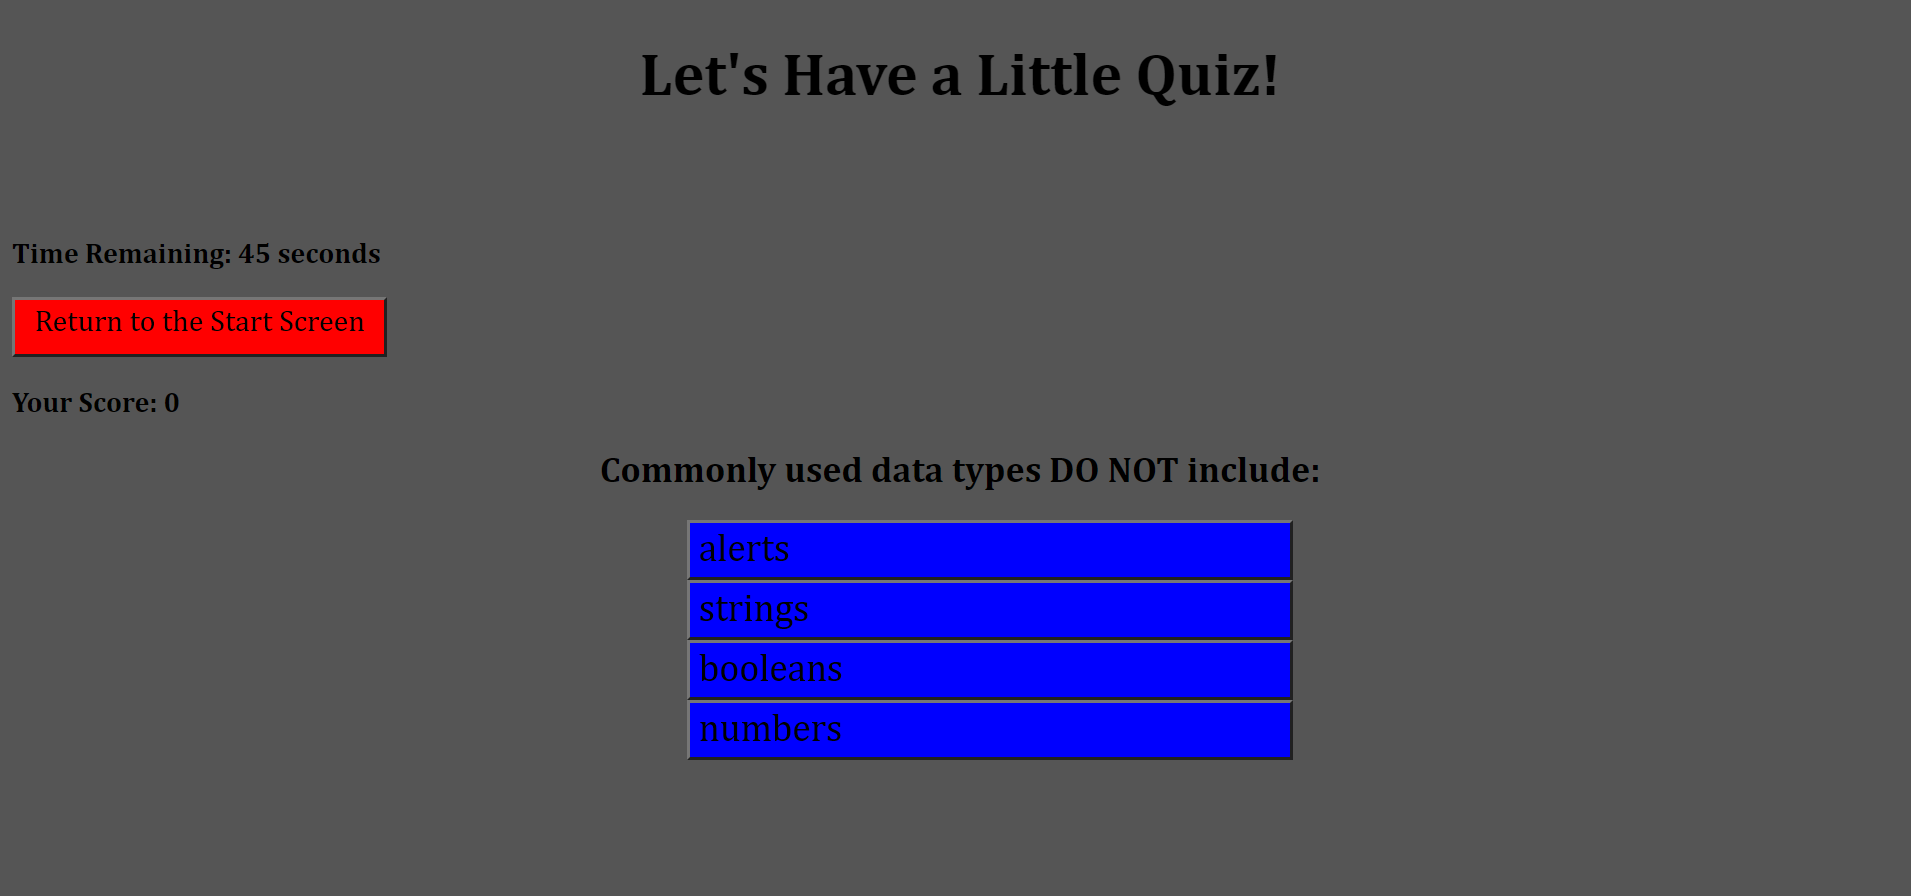 Let's Have a Little Quiz!
Time Remaining: 45 seconds
Return to the Start Screen
Your Score: 0
Commonly used data types DO NOT include:
alerts
strings
booleans
numbers